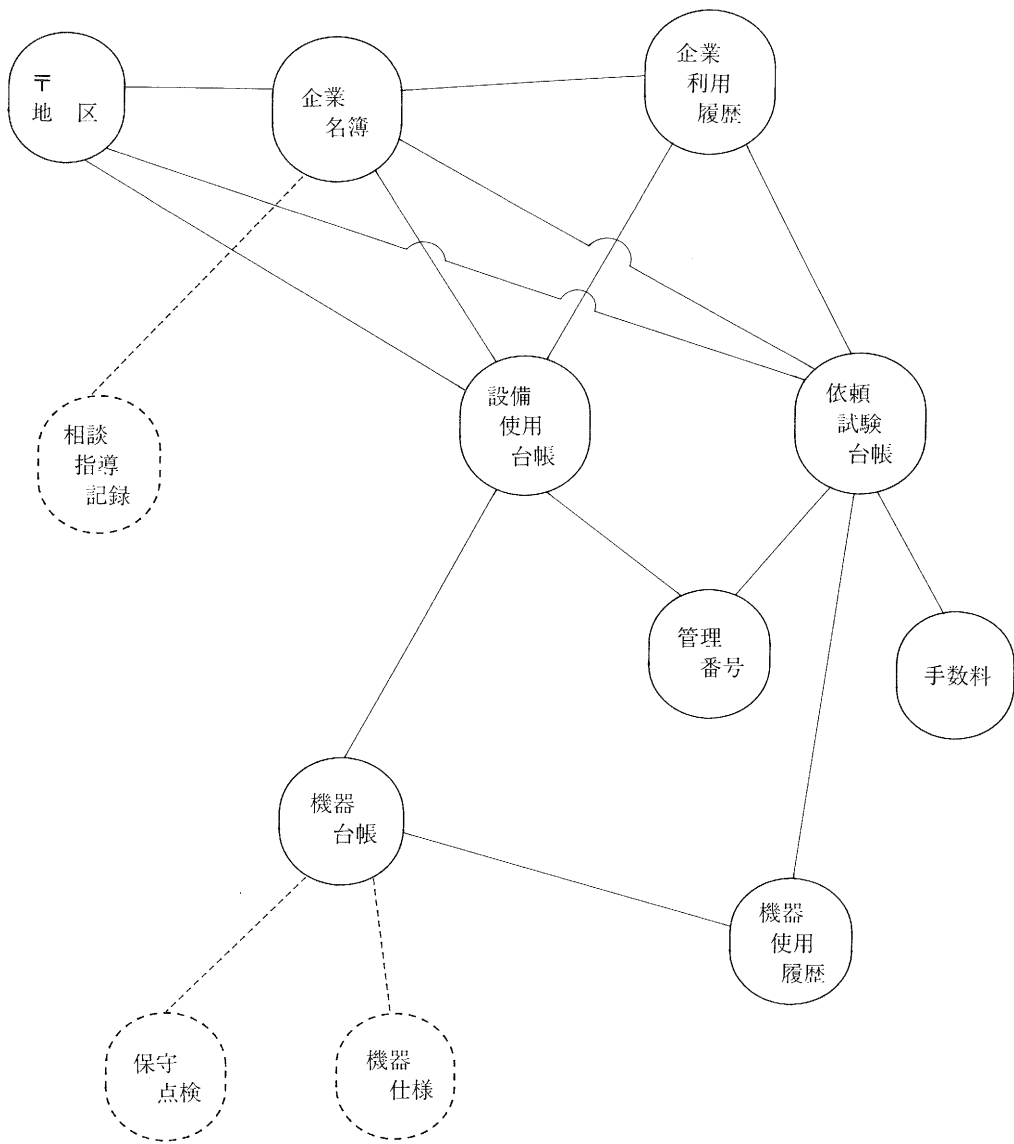 〒
地 区
企業
名簿
企業
利用
履歴
相談
指導
記録
設備
使用
台帳
依頼
試験
台帳
管理
番号
手数料
機器
台帳
機器
使用
履歴
保守
点検
機器
仕様